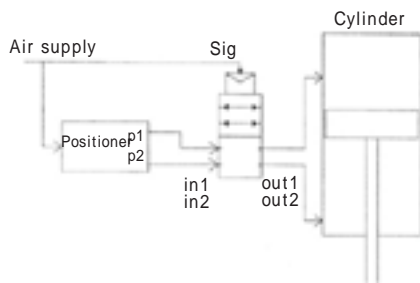 Cylinder
Air supply
Sig
Positioner
p1
p2
in1
in2
out1
out2